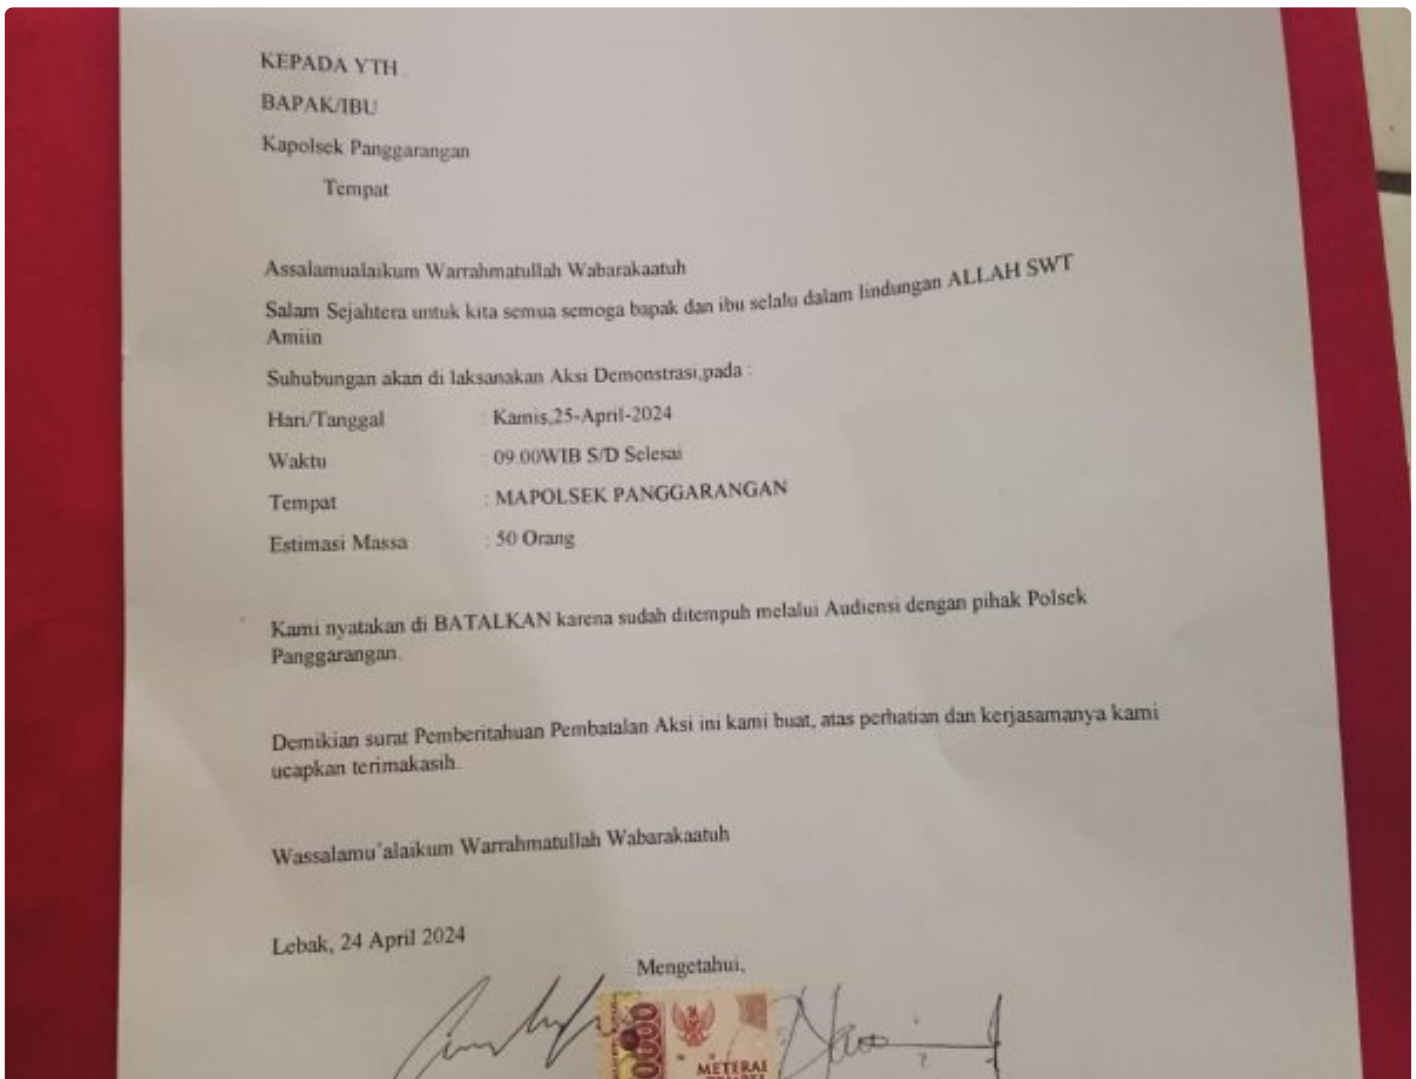 KEPADA YTH
BAPAK/IBU
Kapolsek Panggarangan
Tempat
Assalamualaikum Warrahmatullah Wabarakaatuh
Salam Sejahtera untuk kita semua semoga bapak dan ibu selalu dalam lindungan ALLAH SWT
Amiin
Suhubungan akan di laksanakan Aksi Demonstrasi,pada :
Hari/Tanggal : Kamis,25-April-2024
Waktu : 09.00WIB S/D Selesai
Tempat : MAPOLSEK PANGGARANGAN
Estimasi Massa : 50 Orang
Kami nyatakan di BATALKAN karena sudah ditempuh melalui Audiensi dengan pihak Polsek
Panggarangan.
Demikian surat Pemberitahuan Pembatalan Aksi ini kami buat, atas perhatian dan kerjasamanya kami
ucapkan terimakasih.
Wassalamu'alaikum Warrahmatullah Wabarakaatuh
Lebak, 24 April 2024
Mengetahui,
METERAI